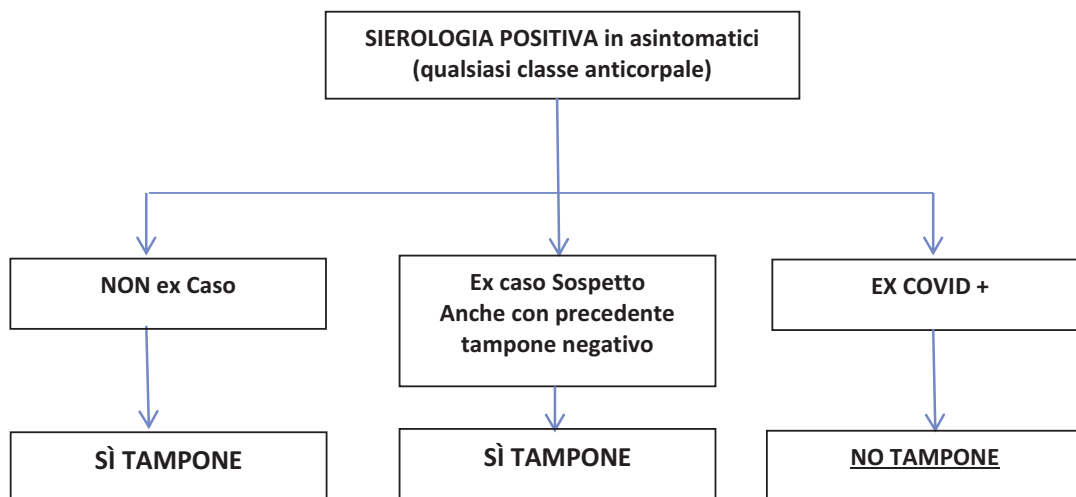 SIEROLOGIA POSITIVA in asintomatici
(qualsiasi classe anticorpale)
NON ex Caso
Ex caso Sospetto
Anche con precedente
tampone negativo
EX COVID +
SÌ TAMPONE
SÌ TAMPONE
NO TAMPONE